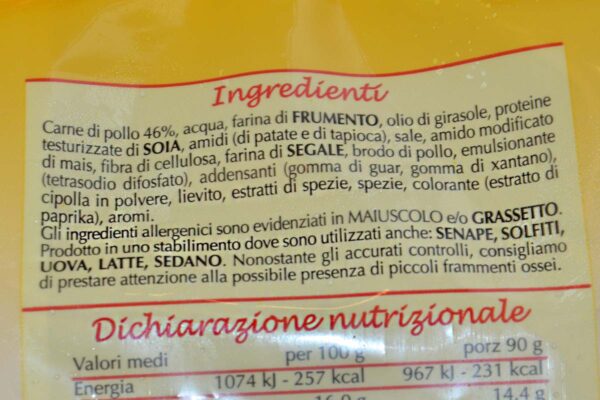 Ingredienti
Carne di pollo 46%, acqua, farina di FRUMENTO, olio di girasole, proteine
testurizzate di SOIA, amidi (di patate e di tapioca), sale, amido modificato
di mais, fibra di cellulosa, farina di SEGALE, brodo di pollo, emulsionante
(tetrasodio difosfato), addensanti (gomma di guar, gomma di xantano),
cipolla in polvere, lievito, estratti di spezie, spezie, colorante (estratto di
paprika), aromi.
Gli ingredienti allergenici sono evidenziati in MAIUSCOLO e/o GRASSETTO.
Prodotto in uno stabilimento dove sono utilizzati anche: SENAPE, SOLFITI,
UOVA, LATTE, SEDANO. Nonostante gli accurati controlli, consigliamo
di prestare attenzione alla possibile presenza di piccoli frammenti ossei.
Dichiarazione nutrizionale
Valori medi per 100 g porz 90 g
Energia 1074 kJ - 257 kcal 967 kJ - 231 kcal
16,0 g 14,4 g